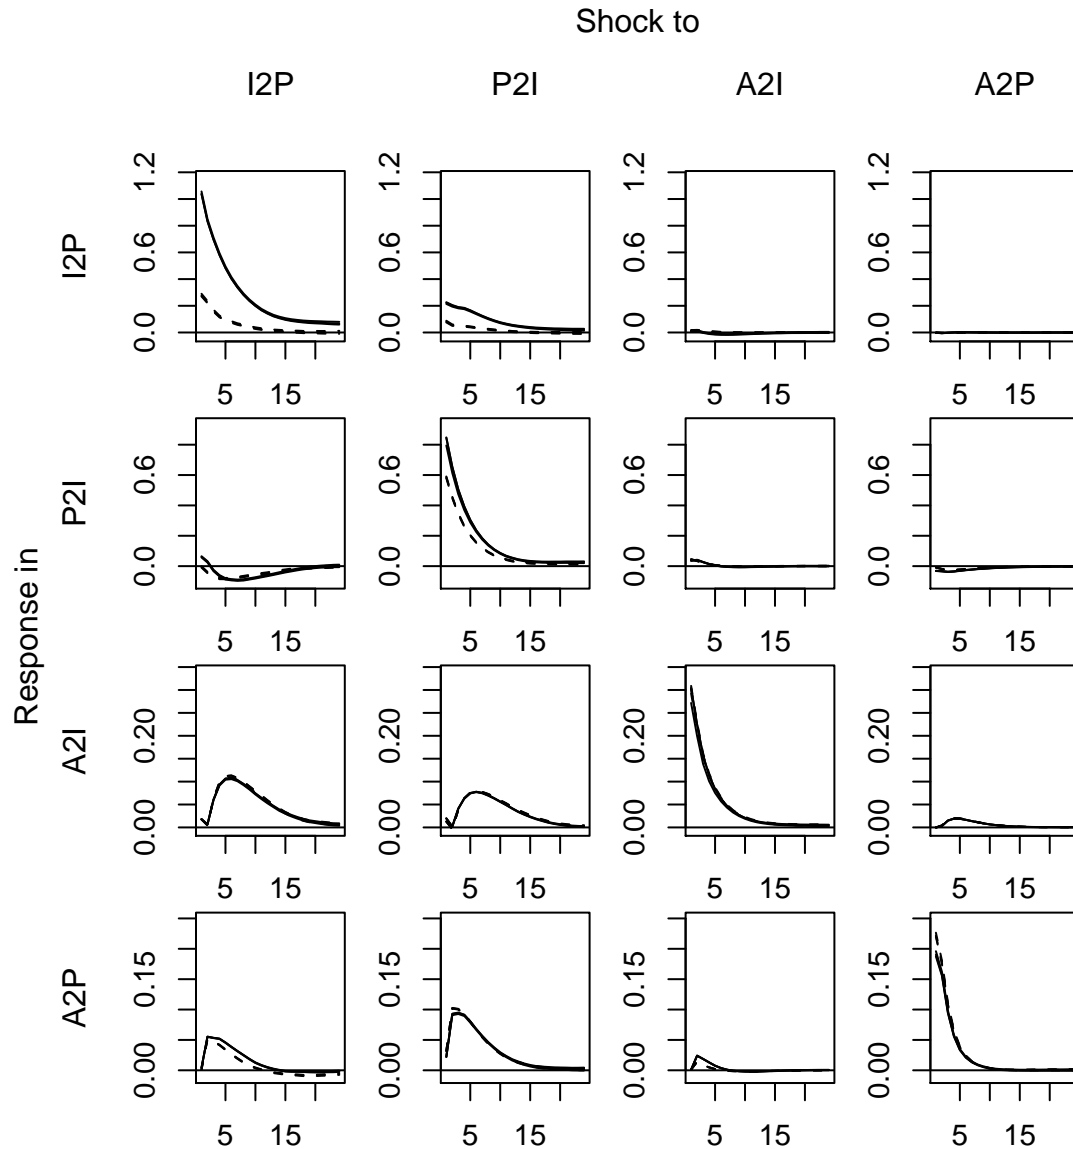 Shock to
I2P P2I A2I A2P
Response in
I2P
0.0 0.6 1.2 0.0 0.6 1.2 0.0 0.6 1.2 0.0 0.6 1.2
5 15 5 15 5 15 5 15
P2I
0.0 0.6 0.0 0.6 0.0 0.6 0.0 0.6
5 15 5 15 5 15 5 15
A2I
0.00 0.20 0.00 0.20 0.00 0.20 0.00 0.20
5 15 5 15 5 15 5 15
A2P
0.00 0.15 0.00 0.15 0.00 0.15 0.00 0.15
5 15 5 15 5 15 5 15